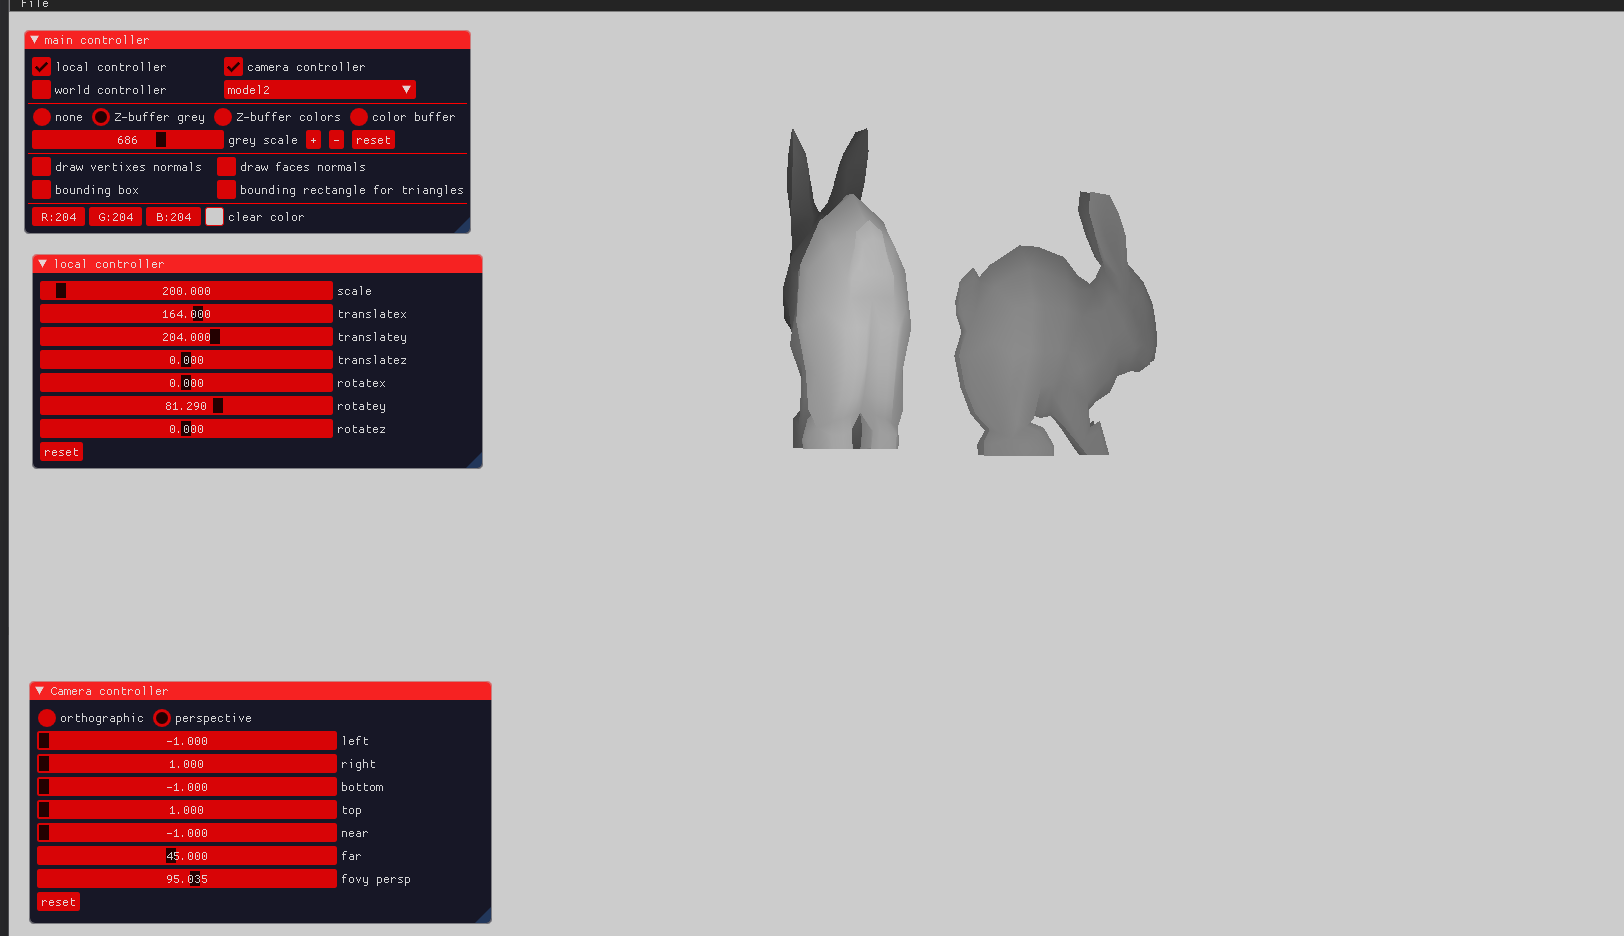 File
main controller
local controller camera controller
world controller model2
none Z-buffer grey Z-buffer colors color buffer
686 grey scale + - reset
draw vertixes normals draw faces normals
bounding box bounding rectangle for triangles
R:204 G:204 B:204 clear color
local controller
200.000 scale
164.000 translatex
204.000 translatey
0.000 translatez
0.000 rotatex
81.290 rotatey
0.000 rotatez
reset
Camera controller
orthographic perspective
-1.000 left
1.000 right
-1.000 bottom
1.000 top
-1.000 near
45.000 far
95.035 fovy persp
reset